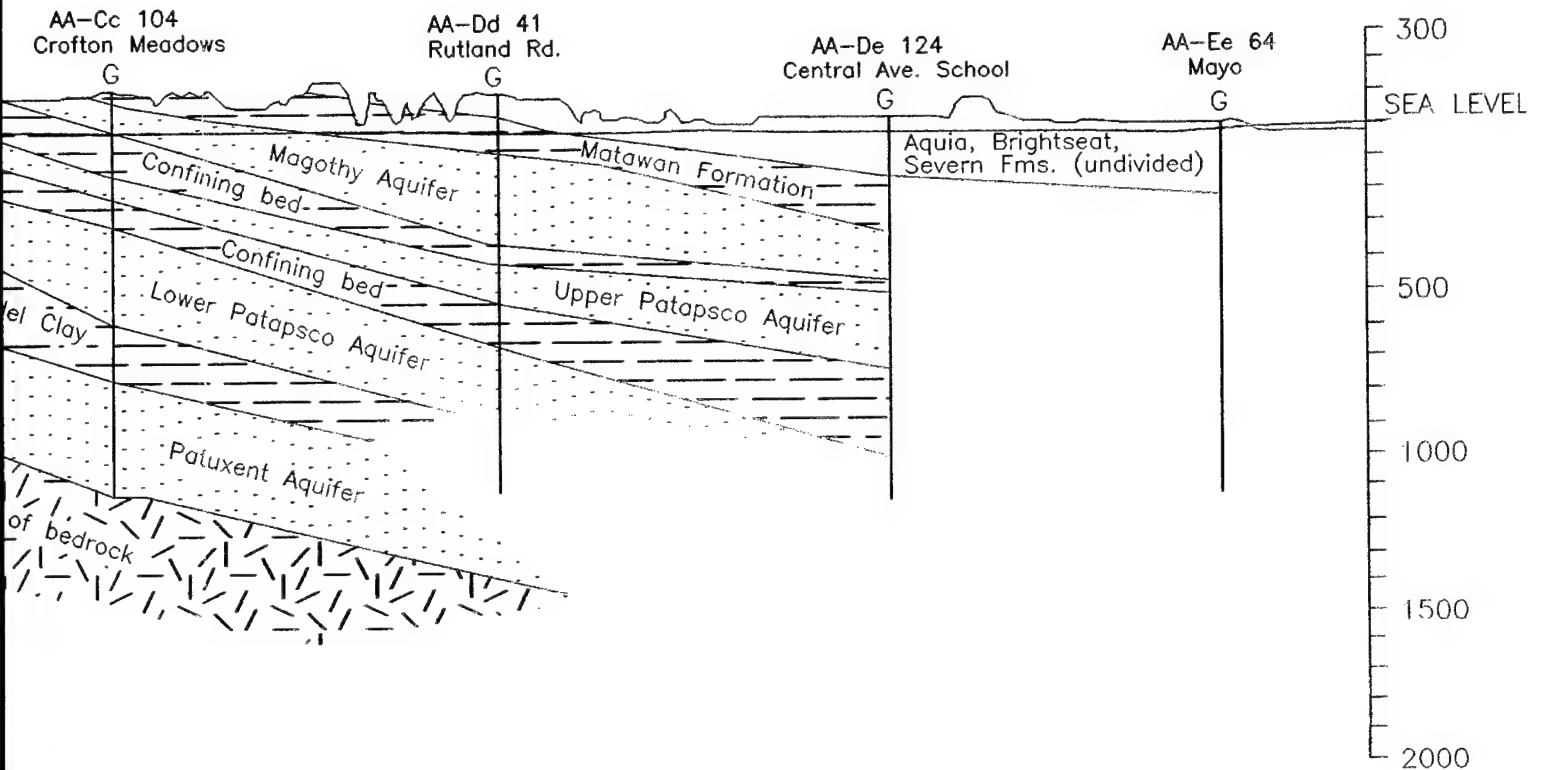 AA-Cc 104
Crofton Meadows
G
AA-Dd 41
Rutland Rd.
G
AA-De 124
Central Ave. School
G
AA-Ee 64
Mayo
G
300
SEA LEVEL
500
1000
1500
2000
Aquia, Brightseat,
Severn Fms. (undivided)
Matawan Formation
Magothy Aquifer
Confining bed
Confining bed
Upper Patapsco Aquifer
Lower Patapsco Aquifer
el Clay
Patuxent Aquifer
of bedrock